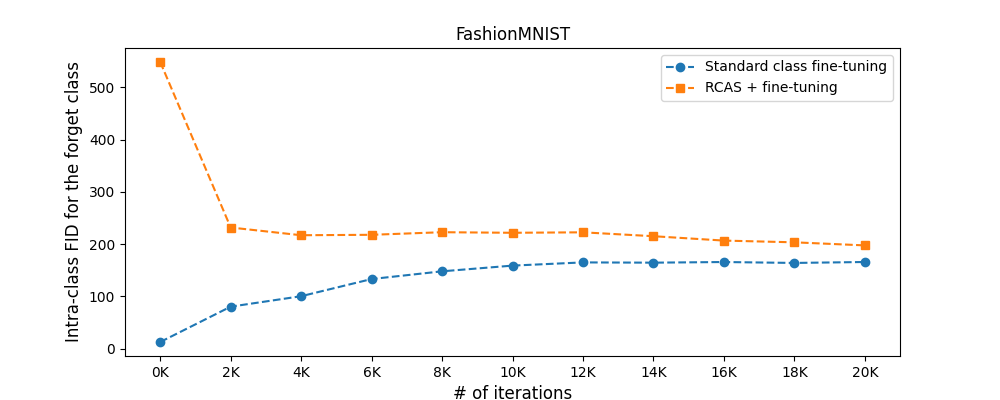 FashionMNIST
Standard class fine-tuning
RCAS + fine-tuning
Intra-class FID for the forget class
500
400
300
200
100
0
0K 2K 4K 6K 8K 10K 12K 14K 16K 18K 20K
# of iterations